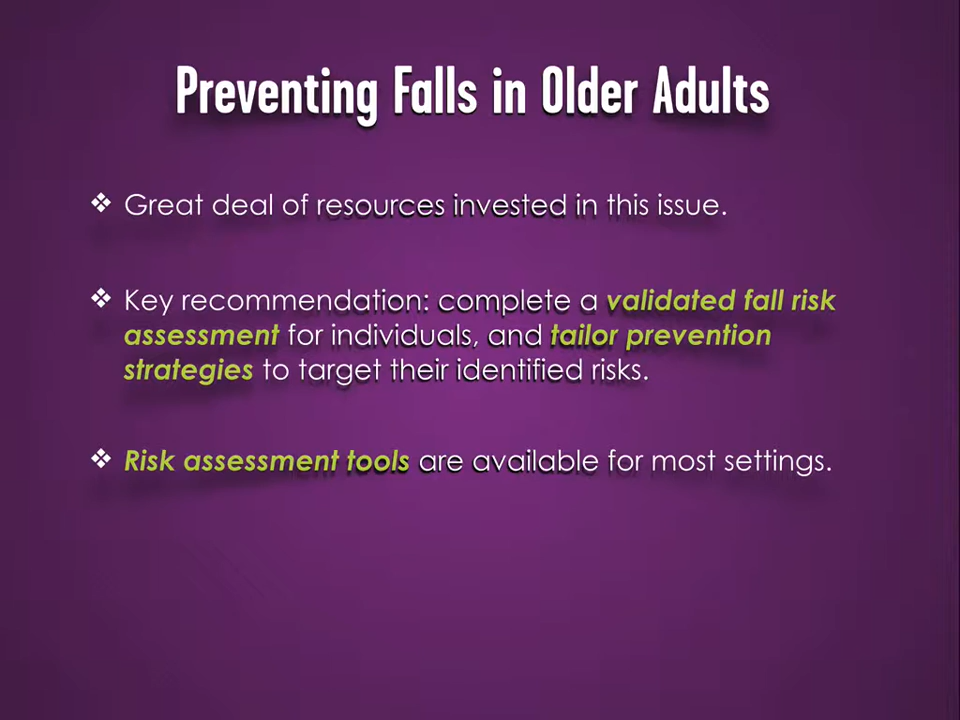 Preventing Falls in Older Adults
❖ Great deal of resources invested in this issue.
❖ Key recommendation: complete a validated fall risk
assessment for individuals, and tailor prevention
strategies to target their identified risks.
❖ Risk assessment tools are available for most settings.